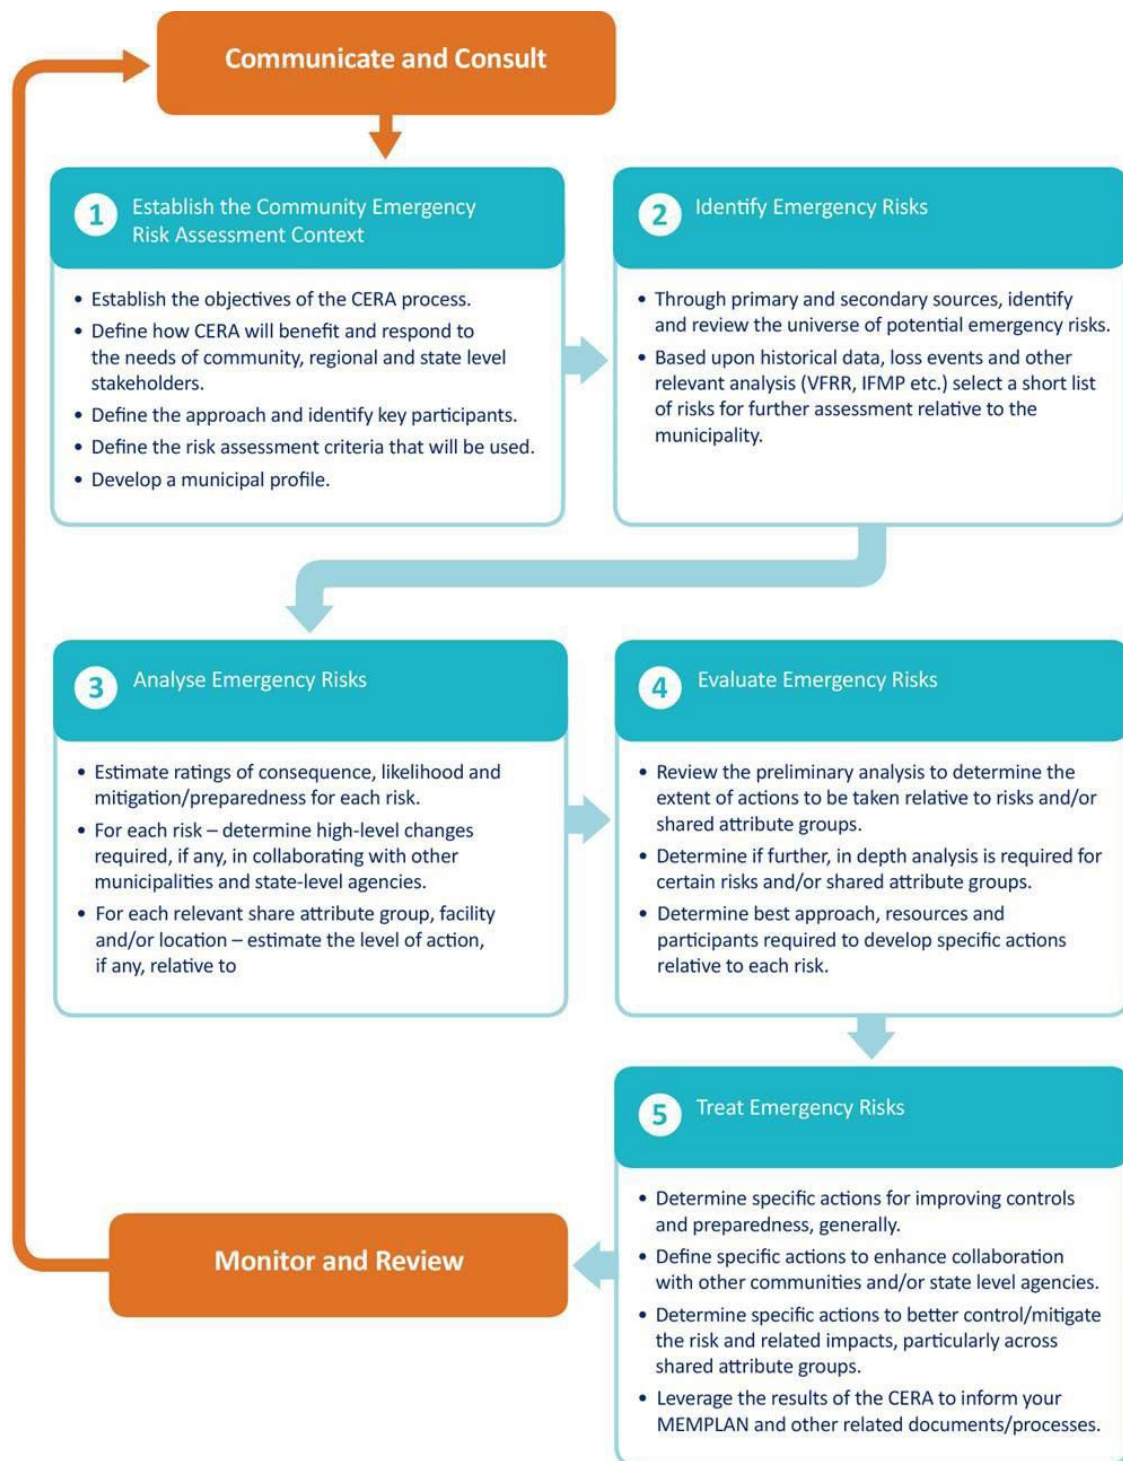 Communicate and Consult
1
Establish the Community Emergency
Risk Assessment Context
• Establish the objectives of the CERA process.
• Define how CERA will benefit and respond to
the needs of community, regional and state level
stakeholders.
• Define the approach and identify key participants.
• Define the risk assessment criteria that will be used.
• Develop a municipal profile.
2
Identify Emergency Risks
• Through primary and secondary sources, identify
and review the universe of potential emergency risks.
• Based upon historical data, loss events and other
relevant analysis (VFRR, IFMP etc.) select a short list
of risks for further assessment relative to the
municipality.
3
Analyse Emergency Risks
• Estimate ratings of consequence, likelihood and
mitigation/preparedness for each risk.
• For each risk – determine high-level changes
required, if any, in collaborating with other
municipalities and state-level agencies.
• For each relevant share attribute group, facility
and/or location – estimate the level of action,
if any, relative to
4
Evaluate Emergency Risks
• Review the preliminary analysis to determine the
extent of actions to be taken relative to risks and/or
shared attribute groups.
• Determine if further, in depth analysis is required for
certain risks and/or shared attribute groups.
• Determine best approach, resources and
participants required to develop specific actions
relative to each risk.
5
Treat Emergency Risks
• Determine specific actions for improving controls
and preparedness, generally.
• Define specific actions to enhance collaboration
with other communities and/or state level agencies.
• Determine specific actions to better control/mitigate
the risk and related impacts, particularly across
shared attribute groups.
• Leverage the results of the CERA to inform your
MEMPLAN and other related documents/processes.
Monitor and Review